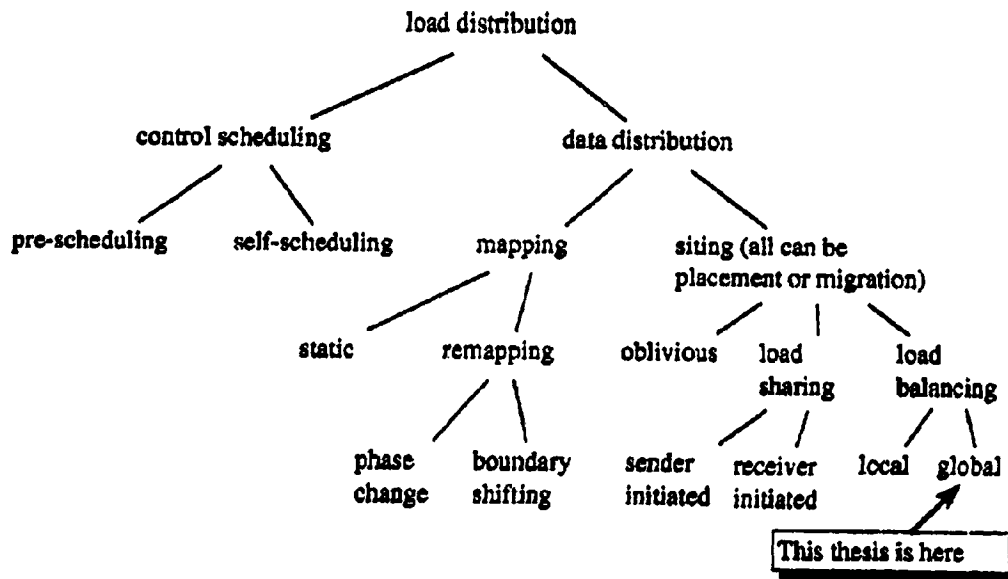 load distribution
control scheduling
data distribution
pre-scheduling
self-scheduling
mapping
siting (all can be
placement or migration)
static
remapping
oblivious
load
sharing
load
balancing
phase
change
boundary
shifting
sender
initiated
receiver
initiated
local
global
This thesis is here